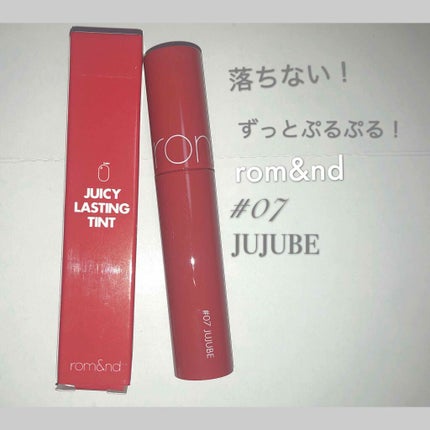 JUICY
LASTING
TINT
rom&nd
rom
#07 JUJUBE
落ちない！
ずっとぷるぷる！
rom&nd
#07
JUJUBE